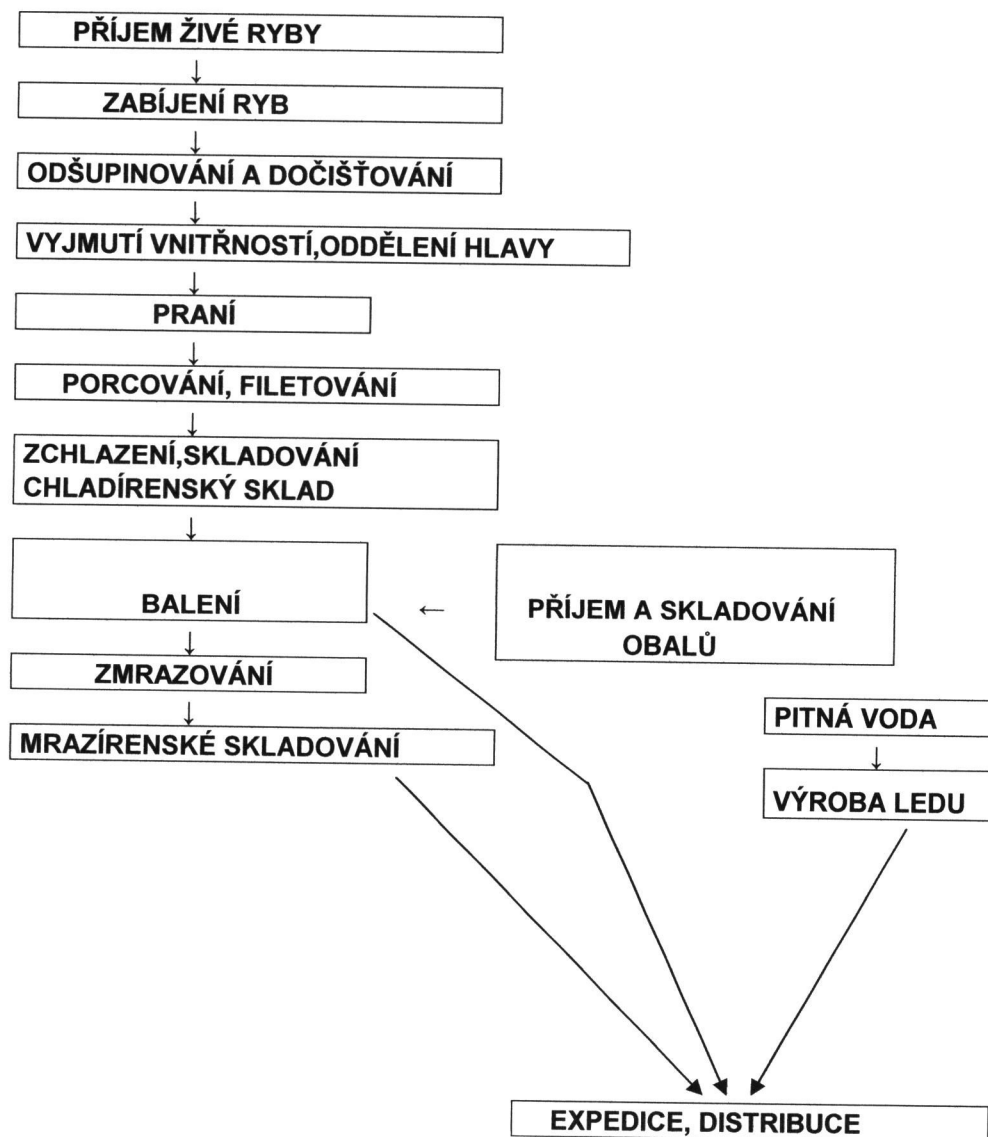 PŘÍJEM ŽIVÉ RYBY
↓
ZABÍJENÍ RYB
↓
ODŠUPINOVÁNÍ A DOČIŠŤOVÁNÍ
↓
VYJMUTÍ VNITŘNOSTÍ,ODDĚLENÍ HLAVY
↓
PRANÍ
↓
PORCOVÁNÍ, FILETOVÁNÍ
↓
ZCHLAZENÍ,SKLADOVÁNÍ
CHLADÍRENSKÝ SKLAD
↓
BALENÍ
←
PŘÍJEM A SKLADOVÁNÍ
OBALŮ
↓
ZMRAZOVÁNÍ
↓
MRAZÍRENSKÉ SKLADOVÁNÍ
PITNÁ VODA
↓
VÝROBA LEDU
EXPEDICE, DISTRIBUCE